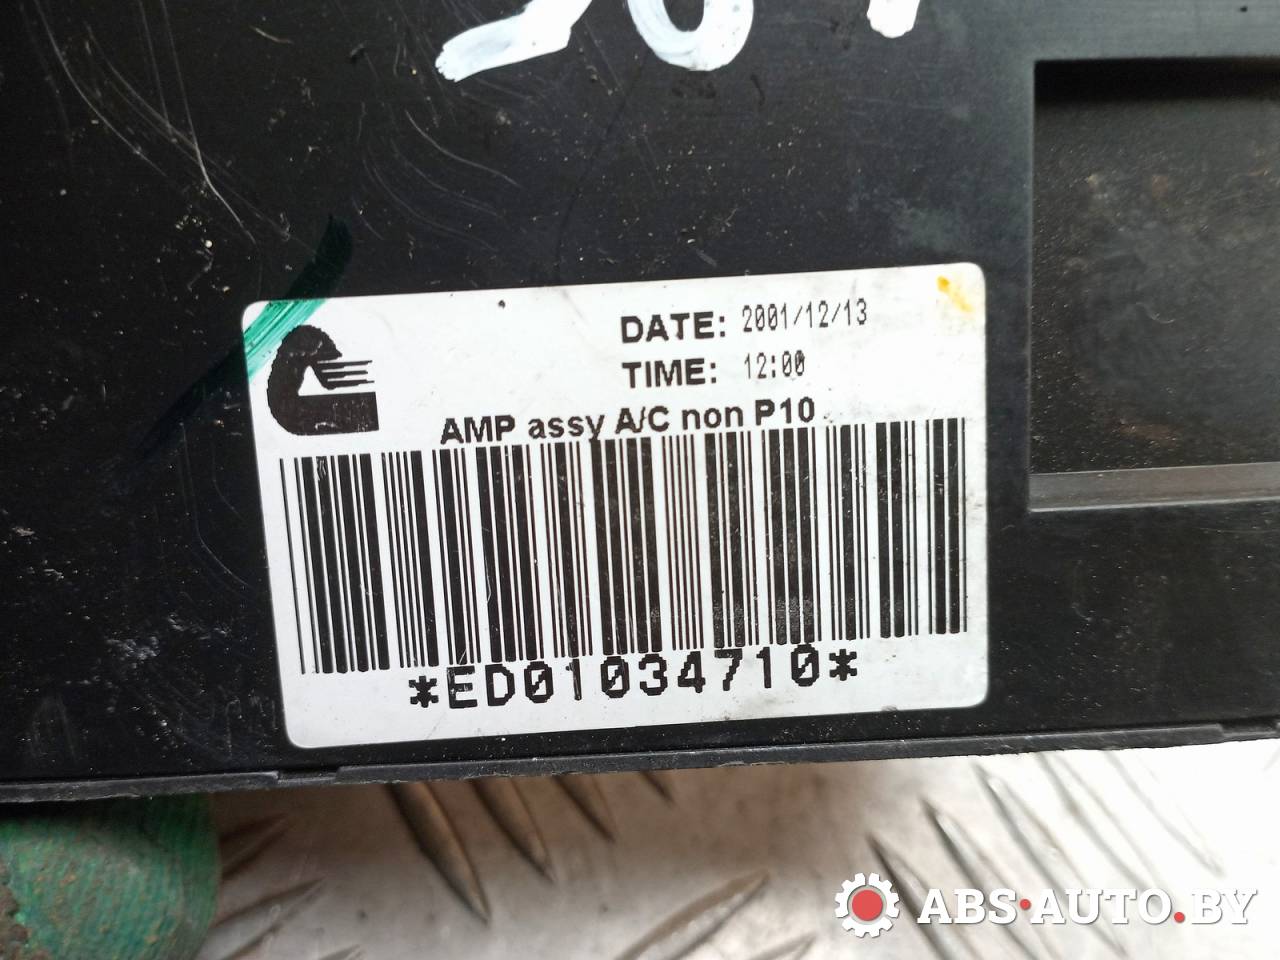 DATE: 2001/12/13
TIME: 12:00
AMP assy A/C non P10
*ED01034710*
ABS•AUTO.BY